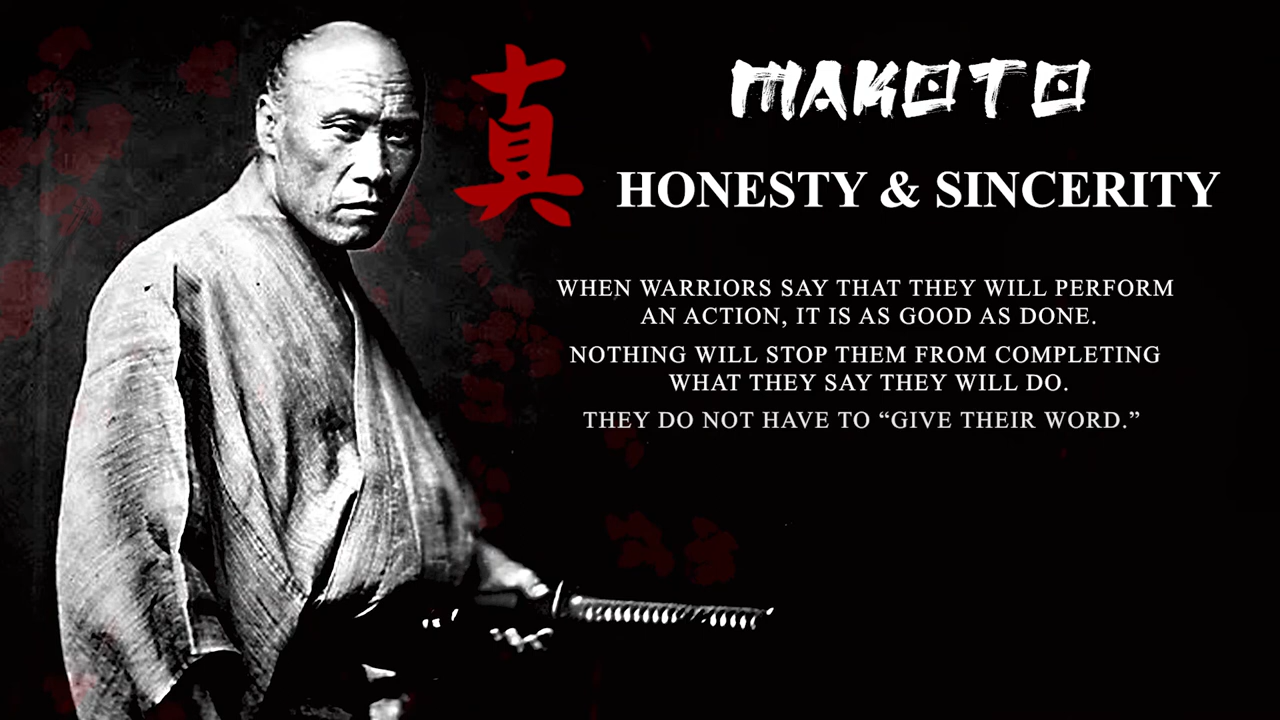 真
MAKOTO
HONESTY & SINCERITY
WHEN WARRIORS SAY THAT THEY WILL PERFORM
AN ACTION, IT IS AS GOOD AS DONE.
NOTHING WILL STOP THEM FROM COMPLETING
WHAT THEY SAY THEY WILL DO.
THEY DO NOT HAVE TO “GIVE THEIR WORD.”